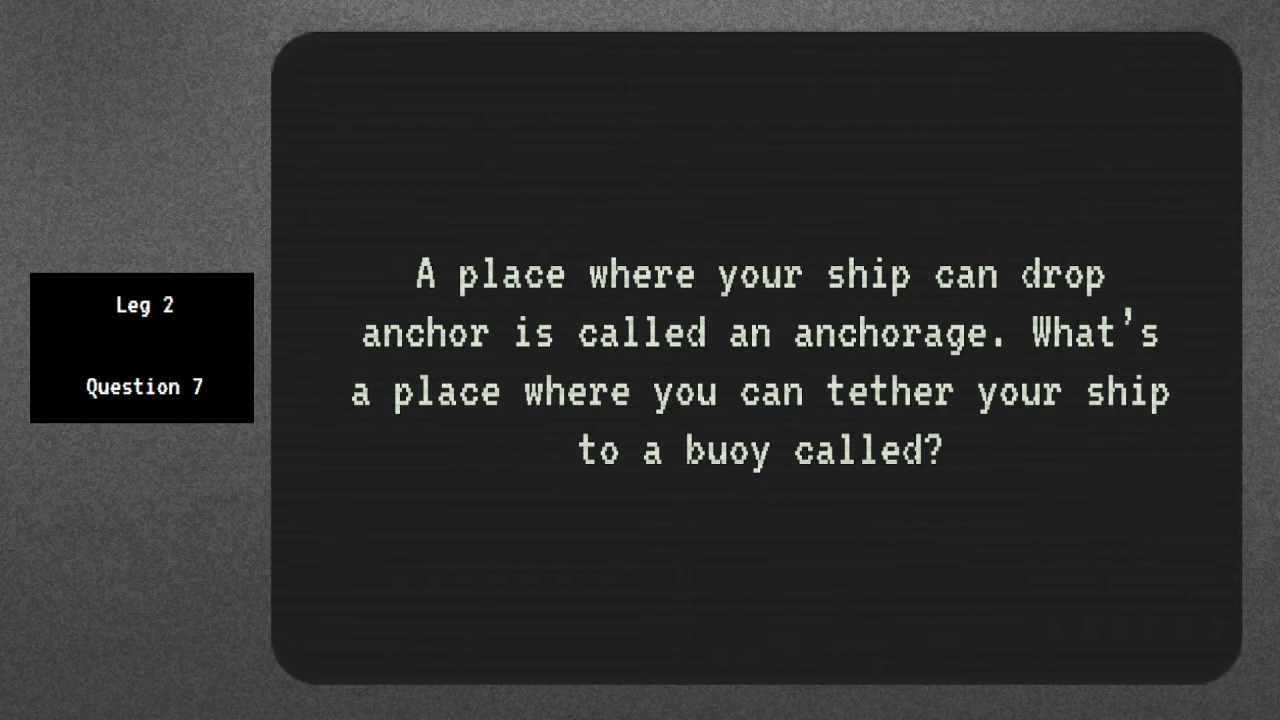 Leg 2
Question 7
A place where your ship can drop
anchor is called an anchorage. What's
a place where you can tether your ship
to a buoy called?